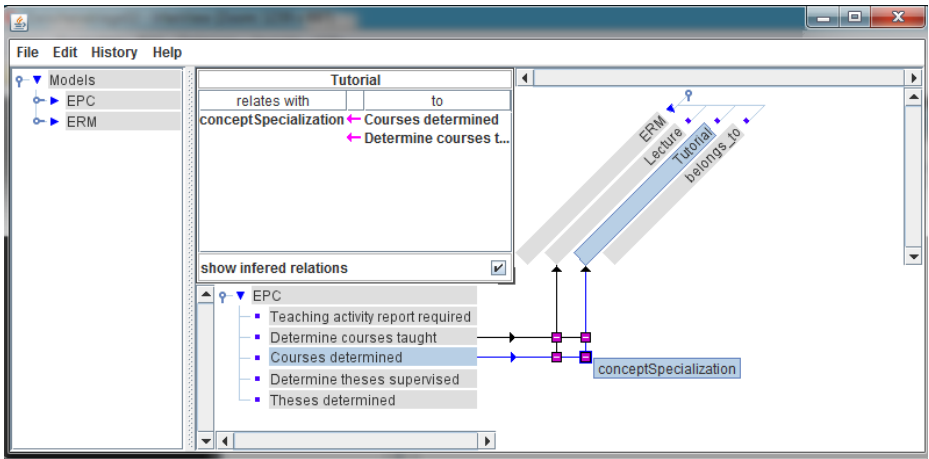 File Edit History Help
Models
EPC
ERM
Tutorial
relates with to
conceptSpecialization Courses determined
Determine courses t...
show infered relations
ERM
Lecture
Tutorial
belongs_to
EPC
Teaching activity report required
Determine courses taught
Courses determined
Determine theses supervised
Theses determined
conceptSpecialization